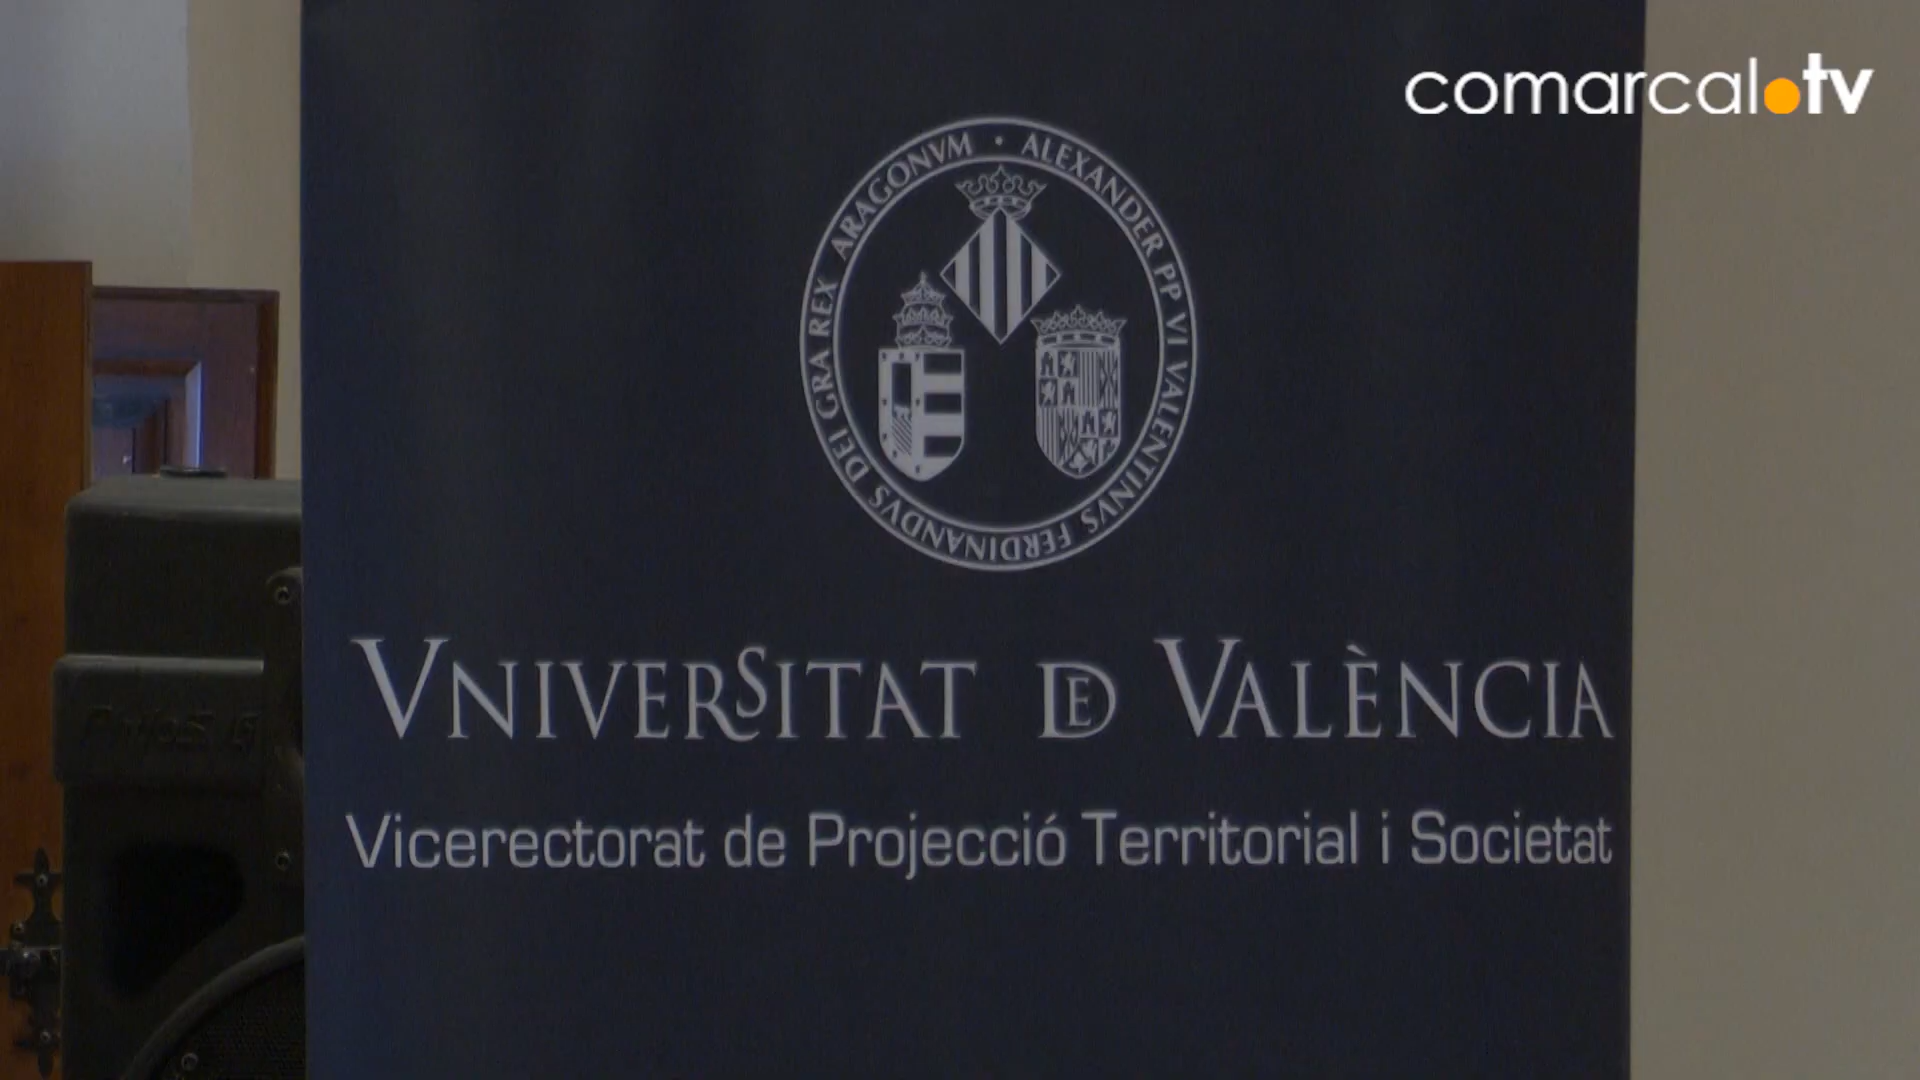 comarcal.tv
ALEXANDER PP VI VALENTINVS FERDINANDVS DEI GRA REX ARAGONVM
VNIVERSITAT DE VALÈNCIA
Vicerectorat de Projecció Territorial i Societat